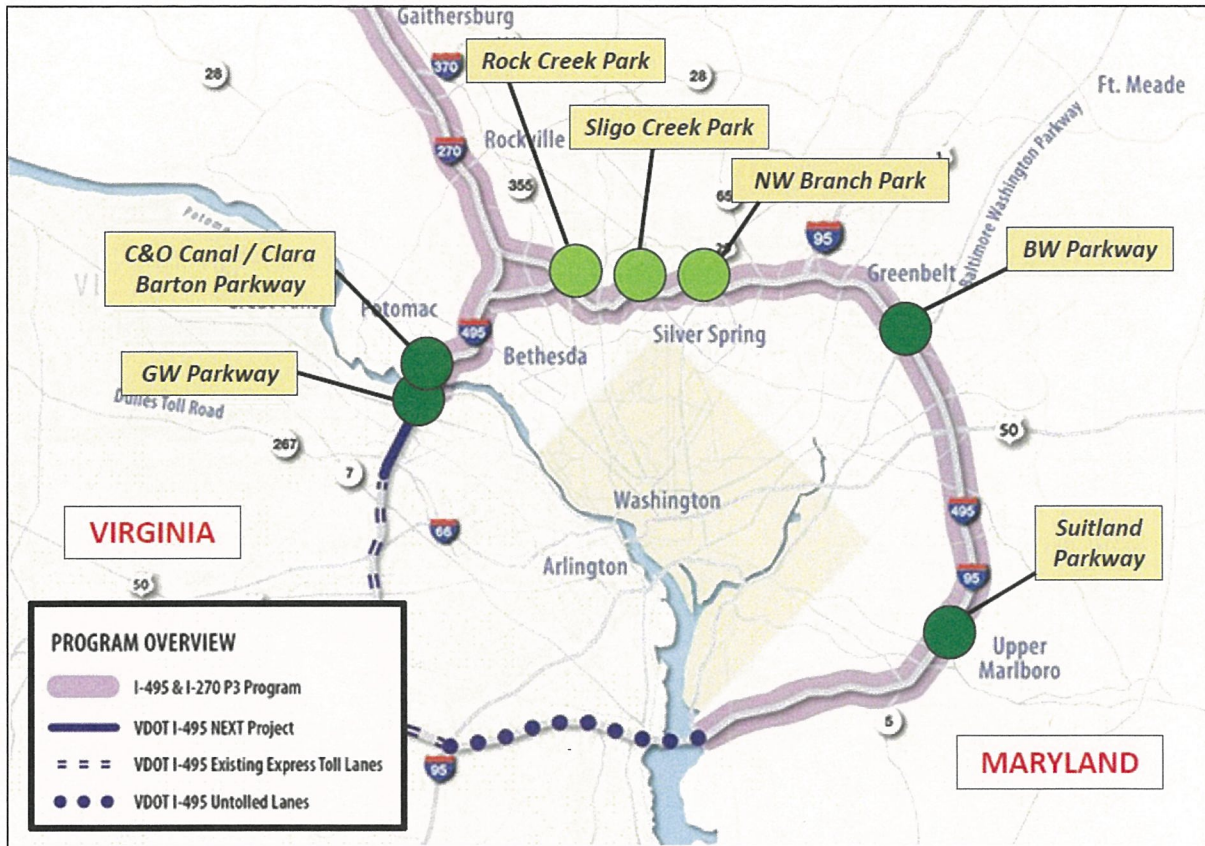 Gaithersburg
370
28
Rock Creek Park
28
Ft. Meade
Sligo Creek Park
Rockville
270
355
NW Branch Park
1
65
95
29
Baltimore Washington Parkway
C&O Canal / Clara
Barton Parkway
Potomac
Greenbelt
BW Parkway
495
Silver Spring
Bethesda
GW Parkway
Dulles Toll Road
267
7
50
Washington
66
495
VIRGINIA
Arlington
Suitland
Parkway
95
50
Upper
Marlboro
5
MARYLAND
95
PROGRAM OVERVIEW
I-495 & I-270 P3 Program
VDOT I-495 NEXT Project
VDOT I-495 Existing Express Toll Lanes
VDOT I-495 Untolled Lanes